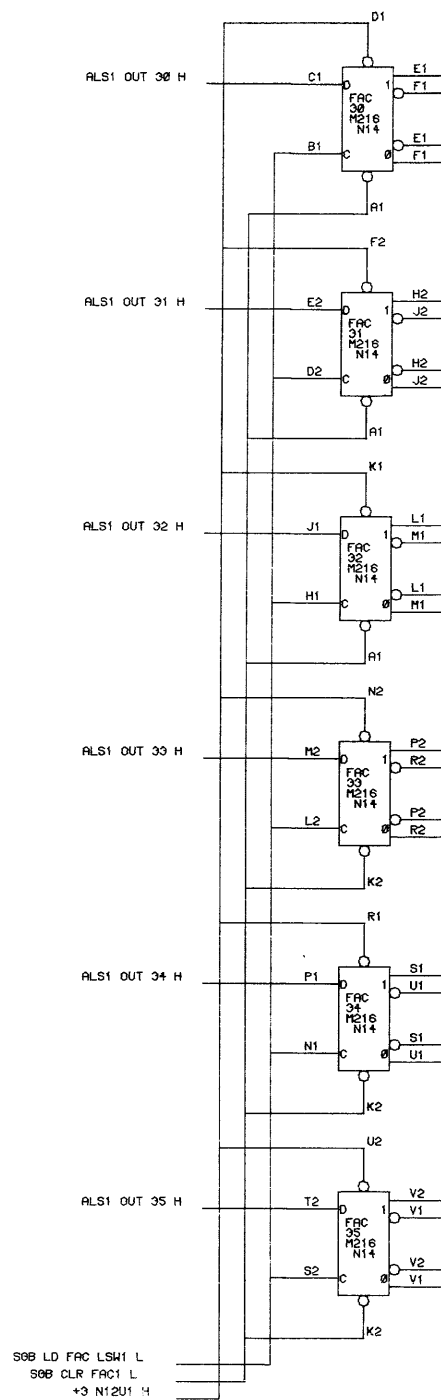 D1
ALS1 OUT 30 H
C1
D
1
E1
F1
FAC
30
M216
N14
B1
C
0
E1
F1
A1
F2
ALS1 OUT 31 H
E2
D
1
H2
J2
FAC
31
M216
N14
D2
C
0
H2
J2
A1
K1
ALS1 OUT 32 H
J1
D
1
L1
M1
FAC
32
M216
N14
H1
C
0
L1
M1
A1
N2
ALS1 OUT 33 H
M2
D
1
P2
R2
FAC
33
M216
N14
L2
C
0
P2
R2
K2
R1
ALS1 OUT 34 H
P1
D
1
S1
U1
FAC
34
M216
N14
N1
C
0
S1
U1
K2
U2
ALS1 OUT 35 H
T2
D
1
V2
V1
FAC
35
M216
N14
S2
C
0
V2
V1
K2
S0B LD FAC LSW1 L
S0B CLR FAC1 L
+3 N12U1 H